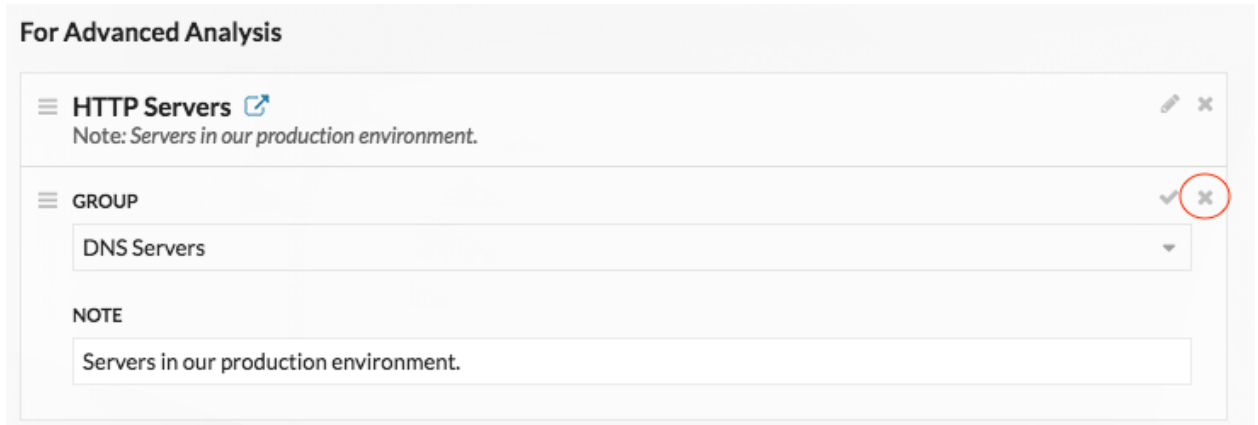 For Advanced Analysis
HTTP Servers
Note: Servers in our production environment.
GROUP
DNS Servers
NOTE
Servers in our production environment.